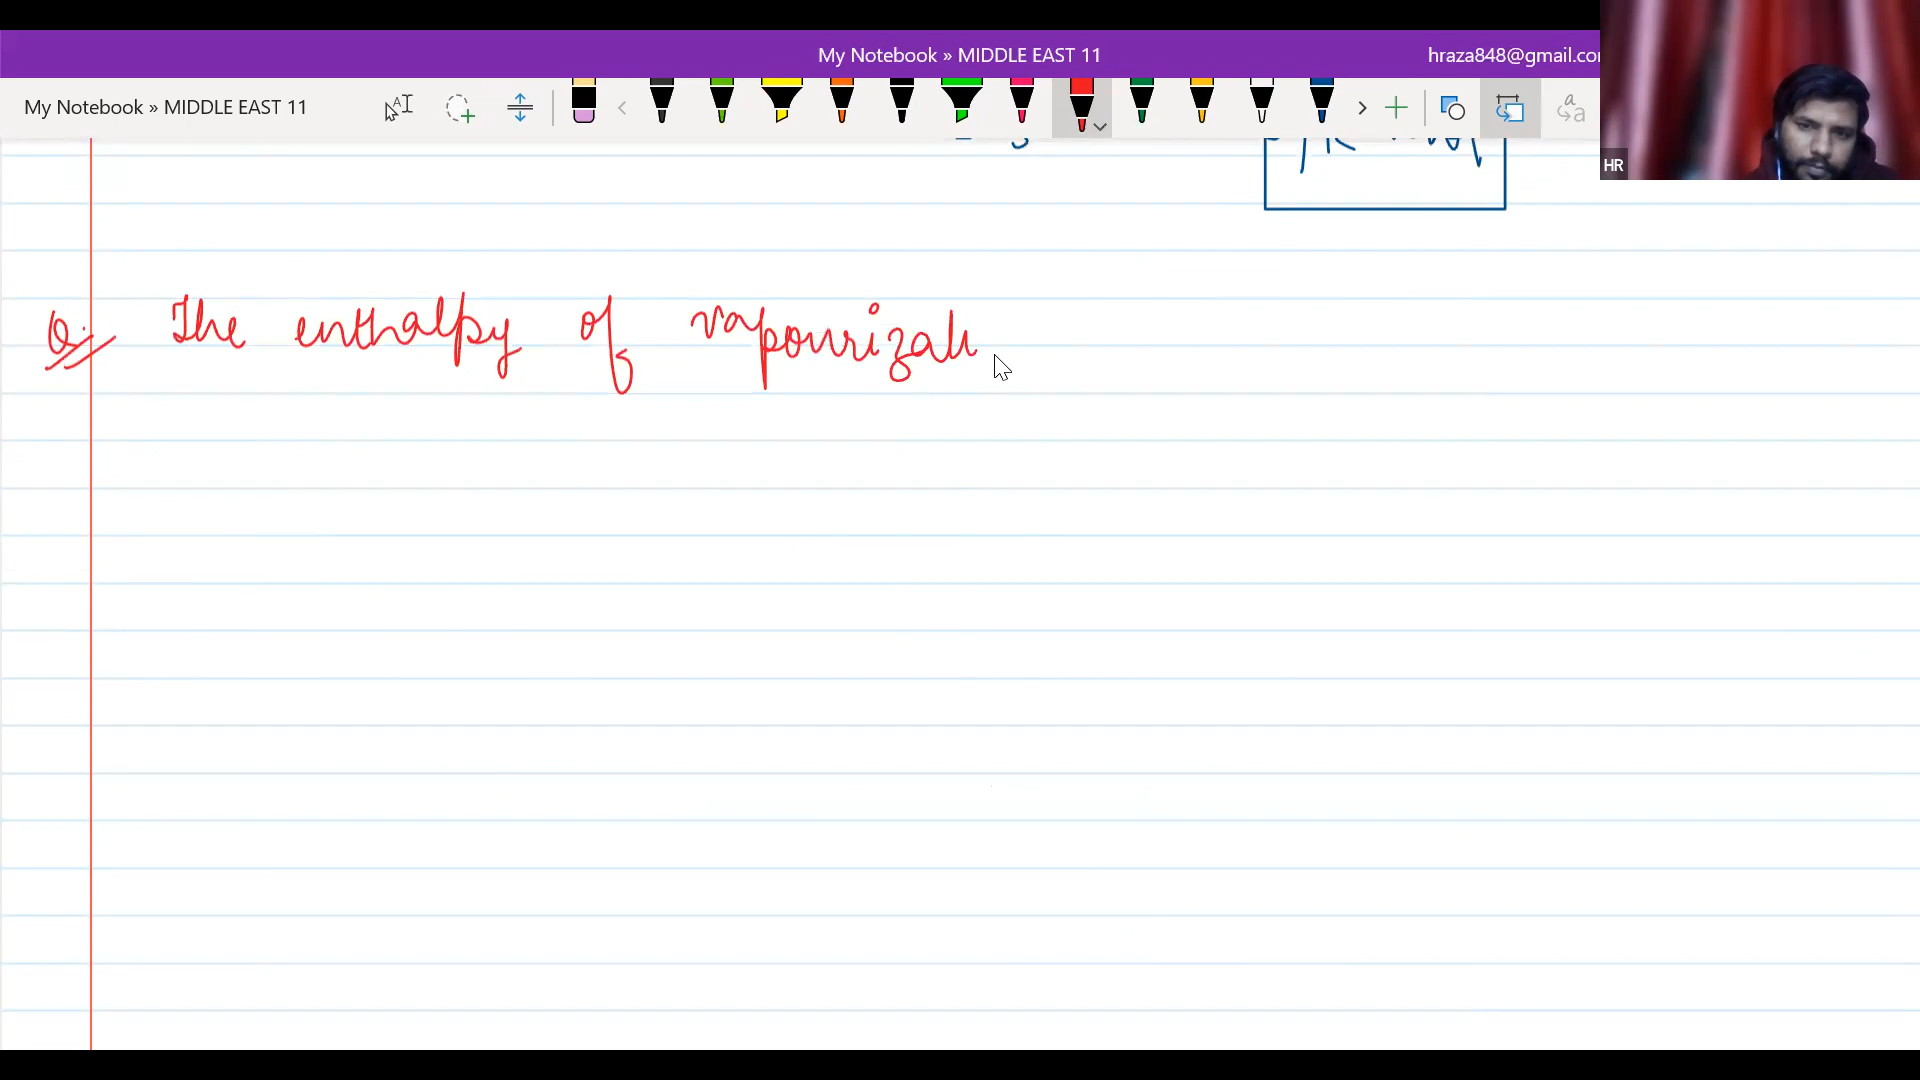 My Notebook » MIDDLE EAST 11
hraza848@gmail.co
My Notebook » MIDDLE EAST 11
HR
Q. The enthalpy of vapourizati